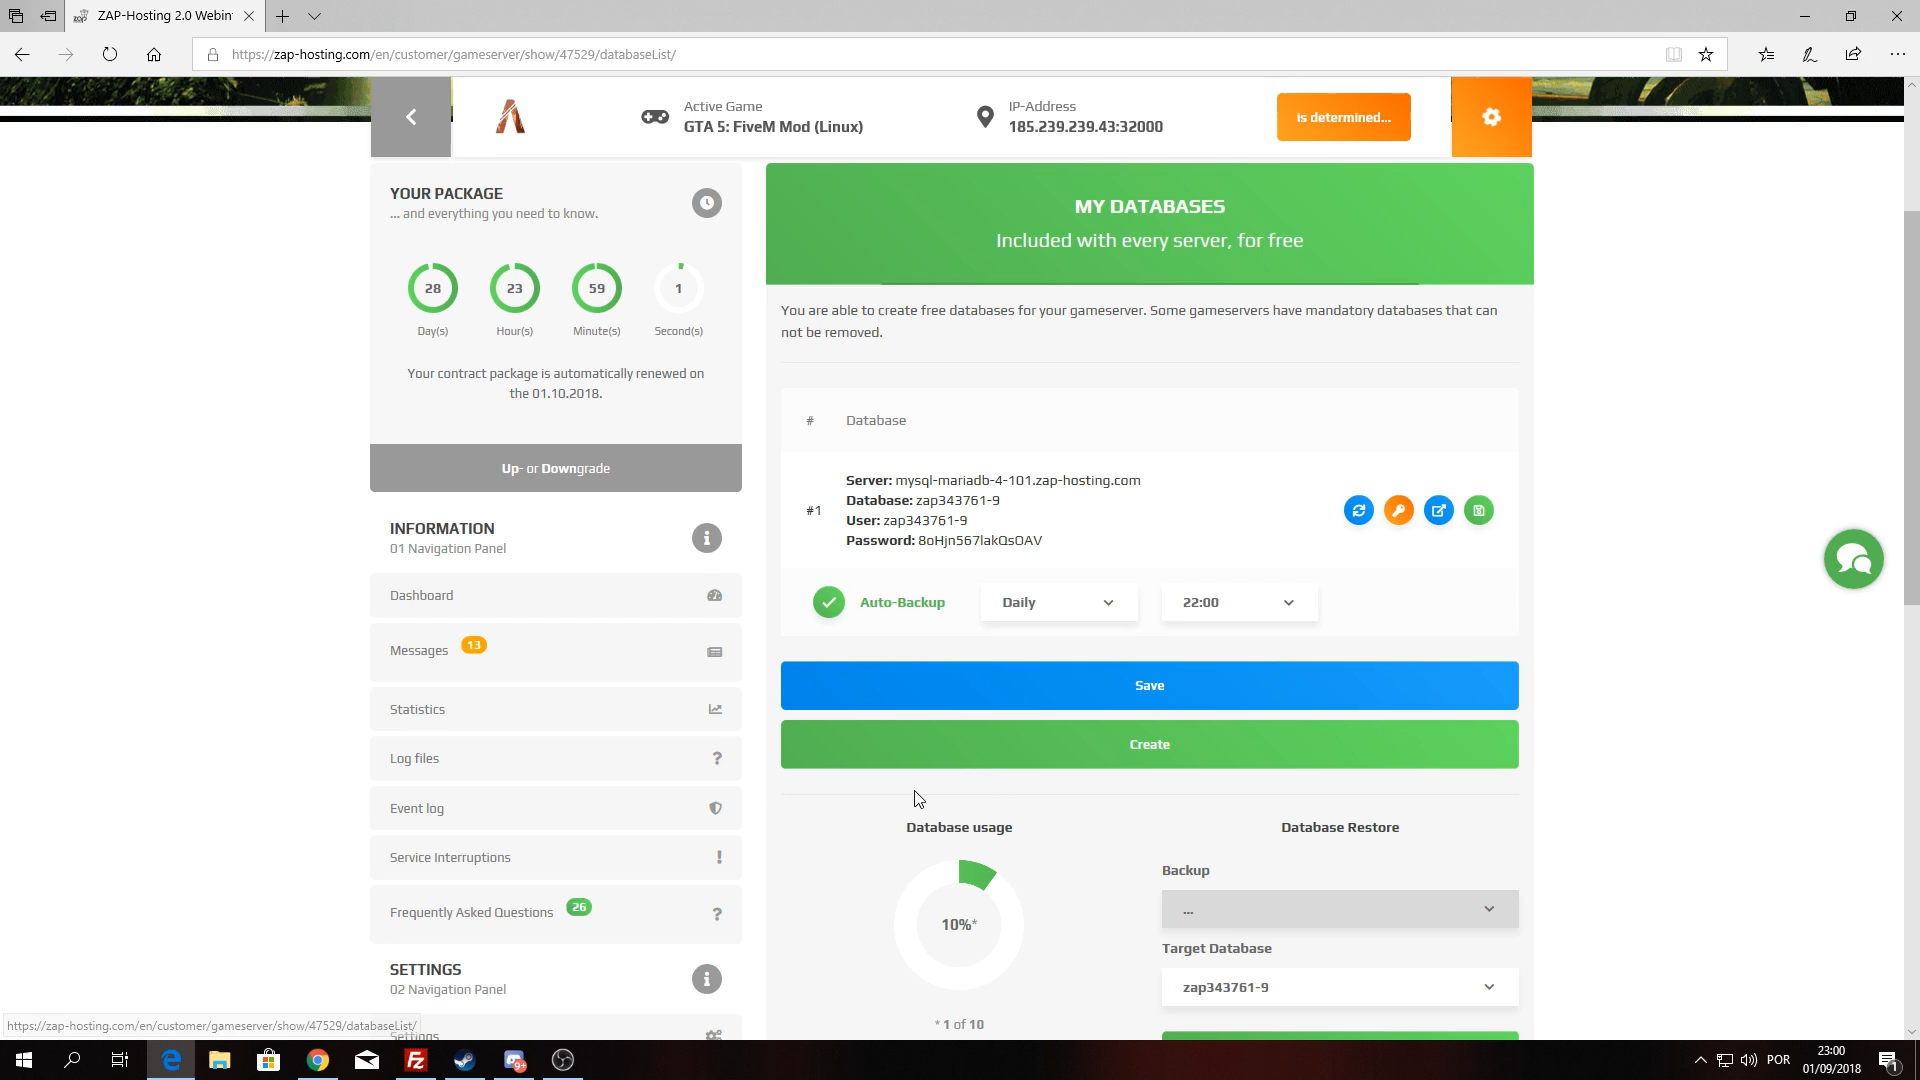 ZAP-Hosting 2.0 Webin
https://zap-hosting.com/en/customer/gameserver/show/47529/databaseList/
Active Game
GTA 5: FiveM Mod (Linux)
IP-Address
185.239.239.43:32000
is determined...
YOUR PACKAGE
... and everything you need to know.
28
23
59
1
Day(s)
Hour(s)
Minute(s)
Second(s)
Your contract package is automatically renewed on
the 01.10.2018.
Up- or Downgrade
INFORMATION
01 Navigation Panel
Dashboard
Messages 13
Statistics
Log files
Event log
Service Interruptions
Frequently Asked Questions 26
SETTINGS
02 Navigation Panel
Settings
MY DATABASES
Included with every server, for free
You are able to create free databases for your gameserver. Some gameservers have mandatory databases that can
not be removed.
# Database
#1
Server: mysql-mariadb-4-101.zap-hosting.com
Database: zap343761-9
User: zap343761-9
Password: 8oHjn567lakQsOAV
Auto-Backup
Daily
22:00
Save
Create
Database usage
10%*
* 1 of 10
Database Restore
Backup
...
Target Database
zap343761-9
https://zap-hosting.com/en/customer/gameserver/show/47529/databaseList/
9+
POR
23:00
01/09/2018
1